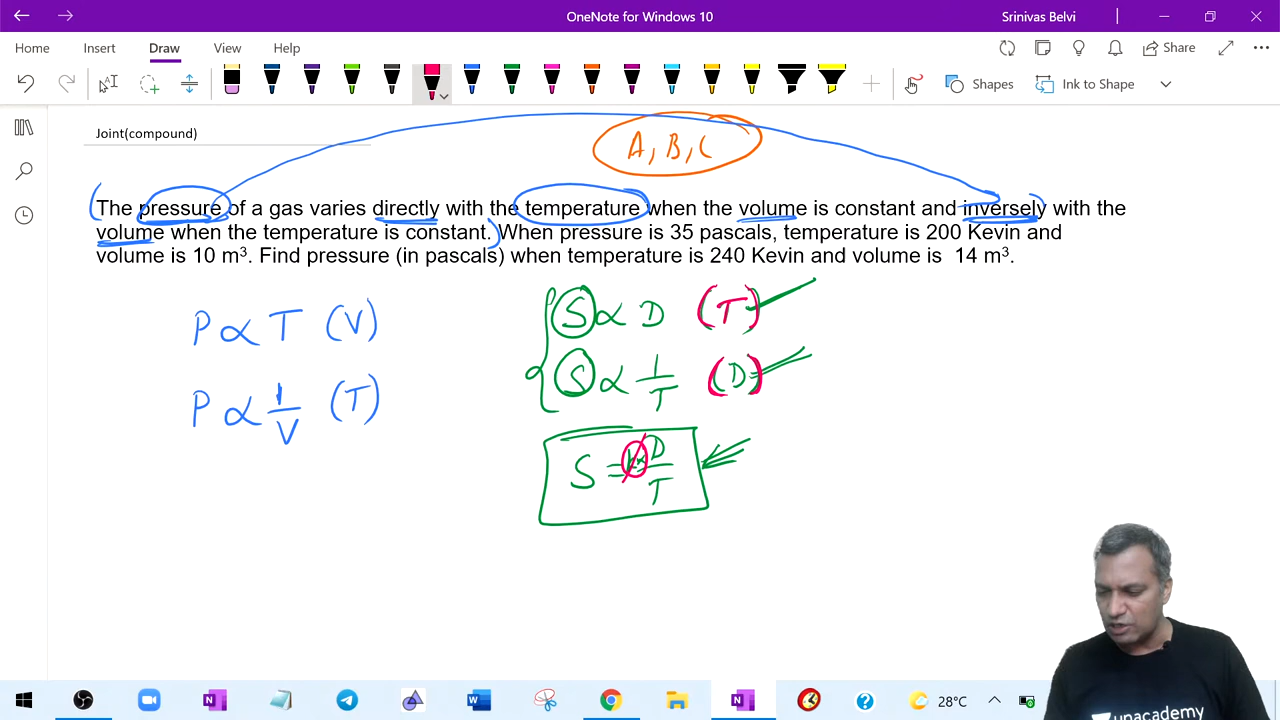 OneNote for Windows 10
Srinivas Belvi
Home Insert Draw View Help
Share
Shapes
Ink to Shape
Joint(compound)
A, B, C
The pressure of a gas varies directly with the temperature when the volume is constant and inversely with the
volume when the temperature is constant. When pressure is 35 pascals, temperature is 200 Kevin and
volume is 10 m³. Find pressure (in pascals) when temperature is 240 Kevin and volume is 14 m³.
P ∝ T (V)
P ∝ 1/V (T)
S ∝ D (T)
S ∝ 1/T (D)
S = k D/T
28°C
unacademy